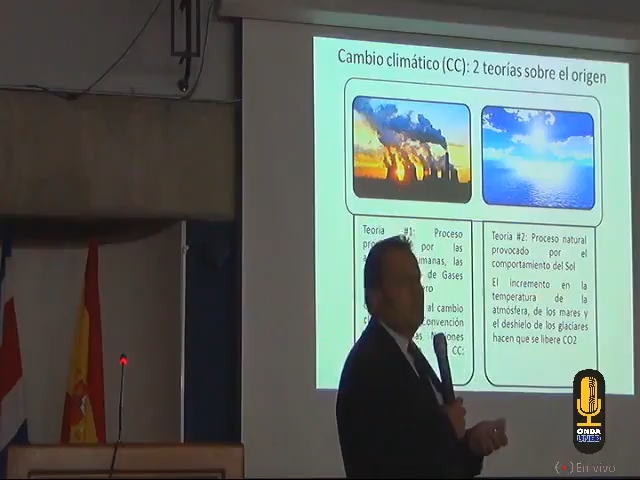 Cambio climático (CC): 2 teorías sobre el origen
Teoría #1: Proceso
por las
las
de Gases
al cambio
convención
CC:
Teoría #2: Proceso natural
provocado por el
comportamiento del Sol
El incremento en la
temperatura de la
atmósfera, de los mares y
el deshielo de los glaciares
hacen que se libere CO2
ONDA
UNED
En vivo